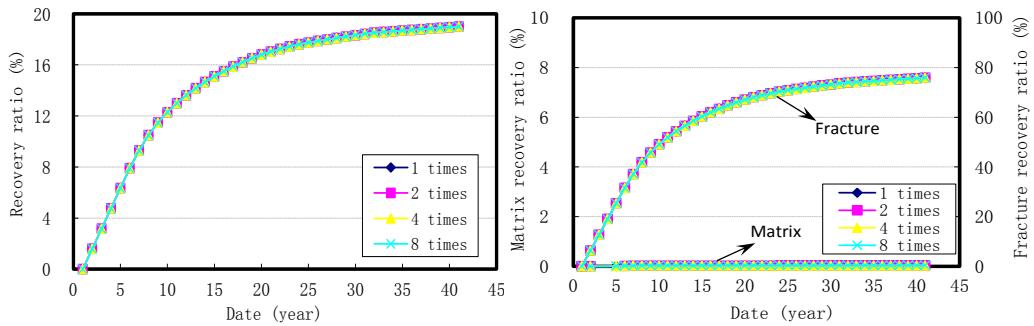 Recovery ratio (%)
20
16
12
8
4
0
0 5 10 15 20 25 30 35 40 45
Date (year)
1 times
2 times
4 times
8 times
Matrix recovery ratio (%)
10
8
6
4
2
0
0 5 10 15 20 25 30 35 40 45
Date (year)
Fracture
Matrix
1 times
2 times
4 times
8 times
100
80
60
40
20
0
Fracture recovery ratio (%)